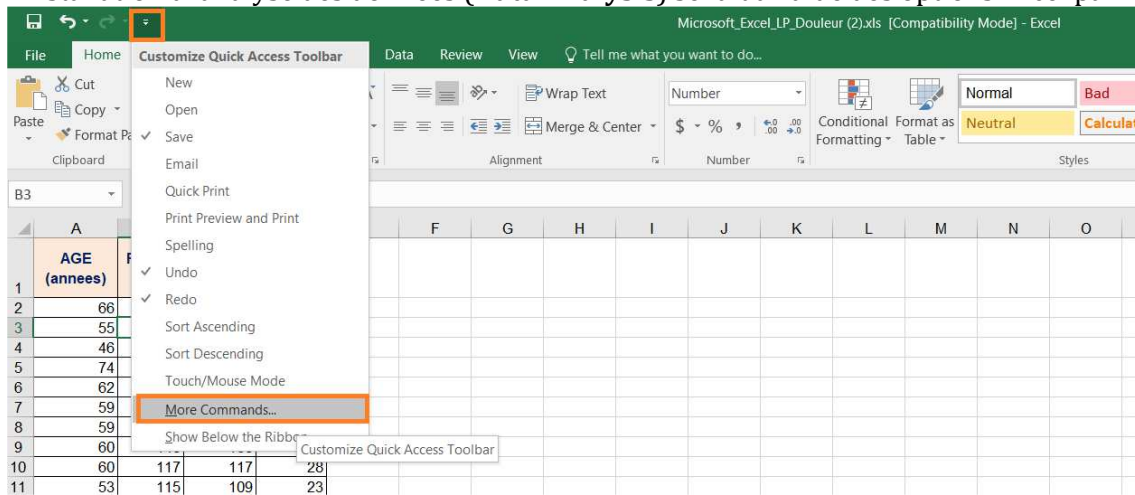 Microsoft_Excel_LP_Douleur (2).xls [Compatibility Mode] - Excel
File Home Data Review View Tell me what you want to do...
Customize Quick Access Toolbar
New
Open
Save
Email
Quick Print
Print Preview and Print
Spelling
Undo
Redo
Sort Ascending
Sort Descending
Touch/Mouse Mode
More Commands...
Show Below the Ribbon
Customize Quick Access Toolbar
Paste
Cut
Copy
Format
Clipboard
Wrap Text
Merge & Center
Alignment
Number
$ % ,
Number
Conditional Formatting
Format as Table
Normal Bad
Neutral
Styles
B3
A F G H I J K L M N O
1 AGE (annees)
2 66
3 55
4 46
5 74
6 62
7 59
8 59
9 60
10 60 117 117 28
11 53 115 109 23